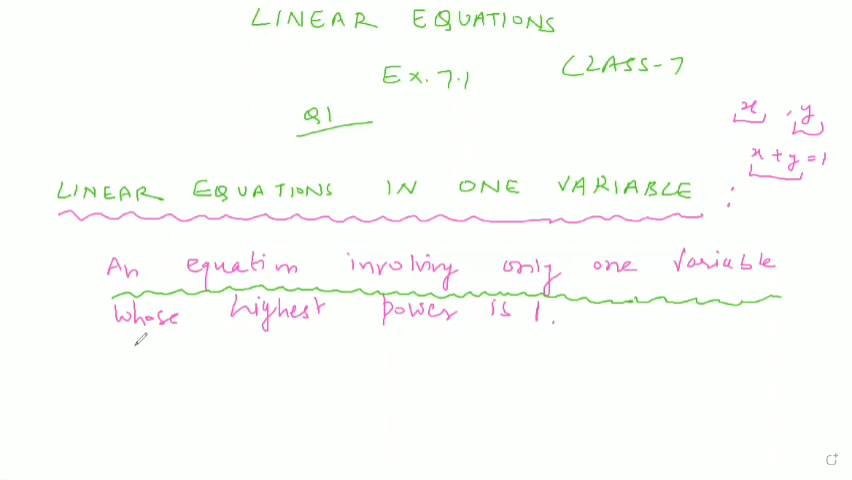 LINEAR EQUATIONS
Ex. 7.1 CLASS-7
Q1
x , y
x + y = 1
LINEAR EQUATIONS IN ONE VARIABLE :
An equation involving only one variable
whose highest power is 1.